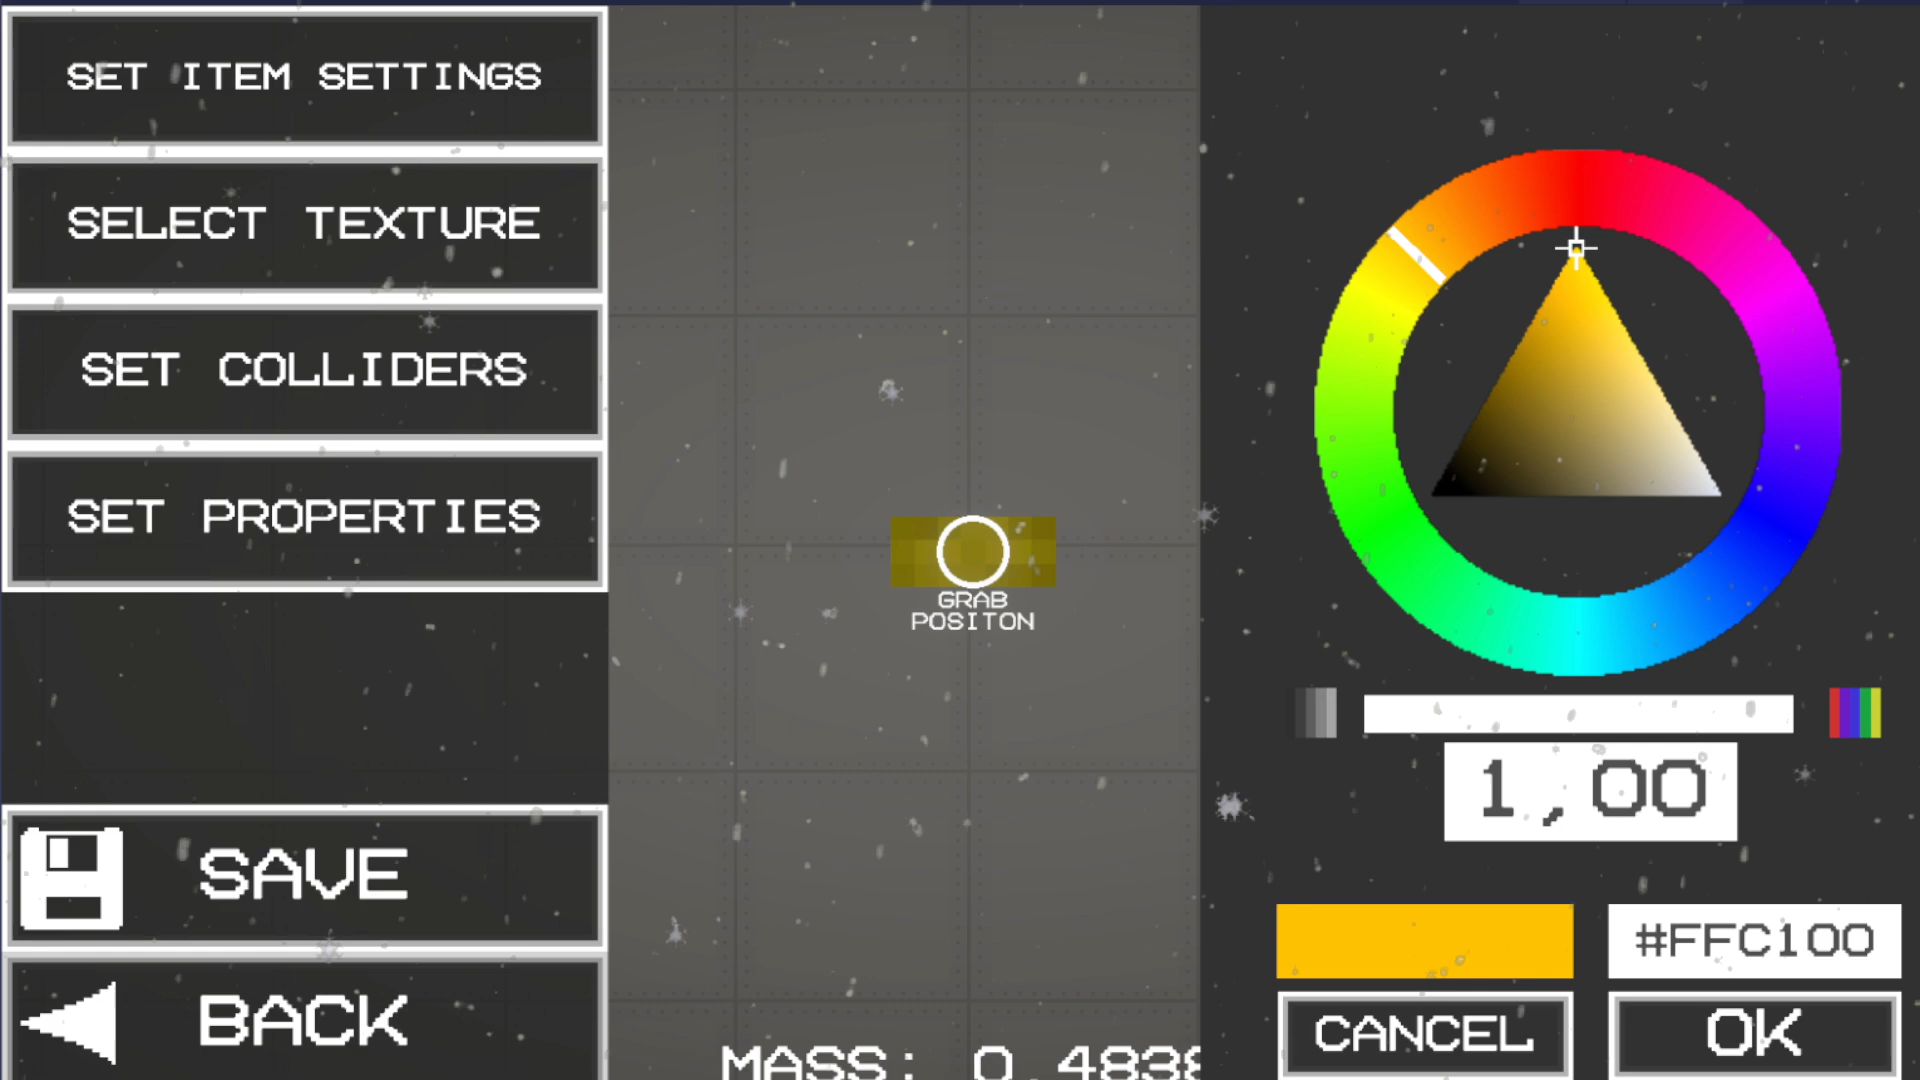 SET ITEM SETTINGS
SELECT TEXTURE
SET COLLIDERS
SET PROPERTIES
SAVE
BACK
GRAB
POSITON
MASS: 0.4838
1,00
#FFC100
CANCEL
OK